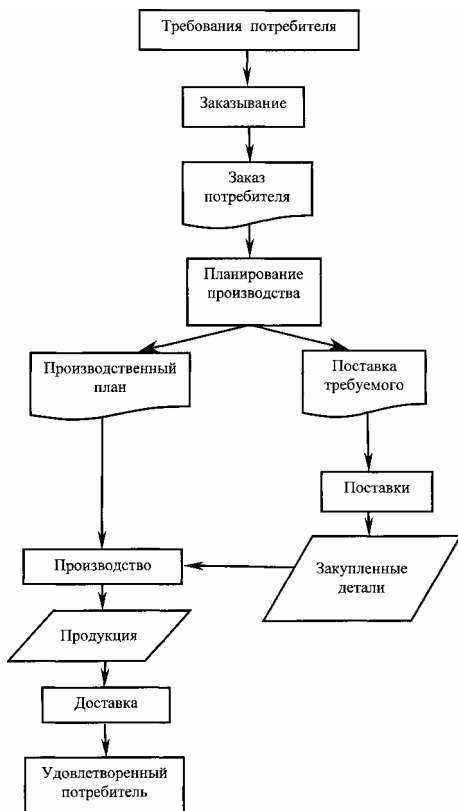 Требования потребителя
Заказывание
Заказ
потребителя
Планирование
производства
Производственный
план
Поставка
требуемого
Поставки
Производство
Закупленные
детали
Продукция
Доставка
Удовлетворенный
потребитель